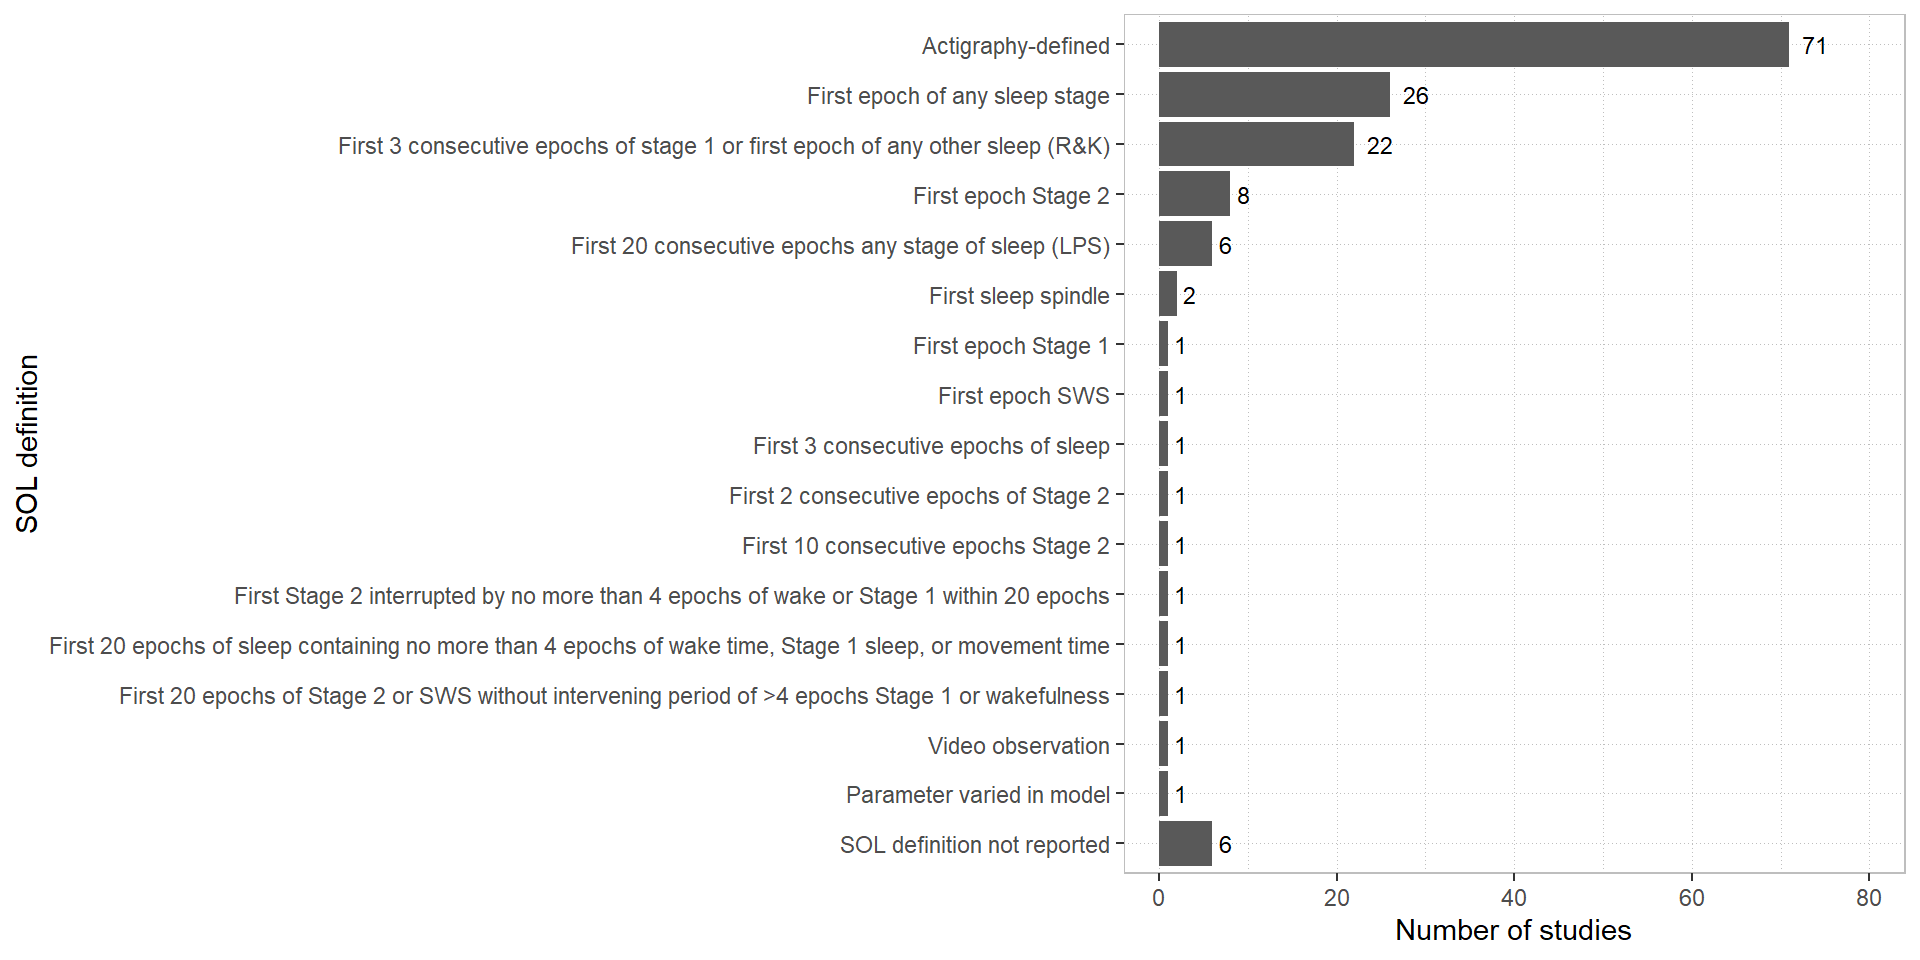 SOL definition
Actigraphy-defined 71
First epoch of any sleep stage 26
First 3 consecutive epochs of stage 1 or first epoch of any other sleep (R&K) 22
First epoch Stage 2 8
First 20 consecutive epochs any stage of sleep (LPS) 6
First sleep spindle 2
First epoch Stage 1 1
First epoch SWS 1
First 3 consecutive epochs of sleep 1
First 2 consecutive epochs of Stage 2 1
First 10 consecutive epochs Stage 2 1
First Stage 2 interrupted by no more than 4 epochs of wake or Stage 1 within 20 epochs 1
First 20 epochs of sleep containing no more than 4 epochs of wake time, Stage 1 sleep, or movement time 1
First 20 epochs of Stage 2 or SWS without intervening period of >4 epochs Stage 1 or wakefulness 1
Video observation 1
Parameter varied in model 1
SOL definition not reported 6
0 20 40 60 80
Number of studies